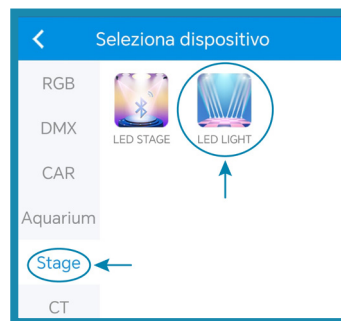 Seleziona dispositivo
RGB
DMX
CAR
Aquarium
Stage
CT
LED STAGE
LED LIGHT